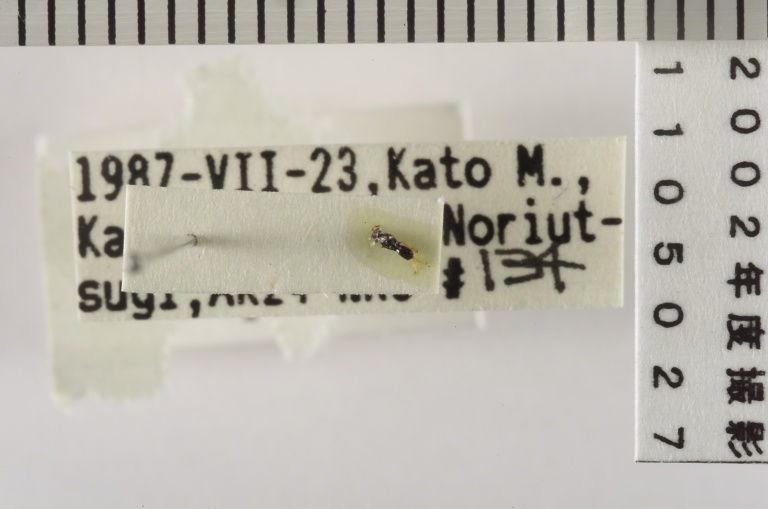 1987-VII-23, Kato M.,
Ka Noriut-
sugi, #
2002年度撮影
1105027